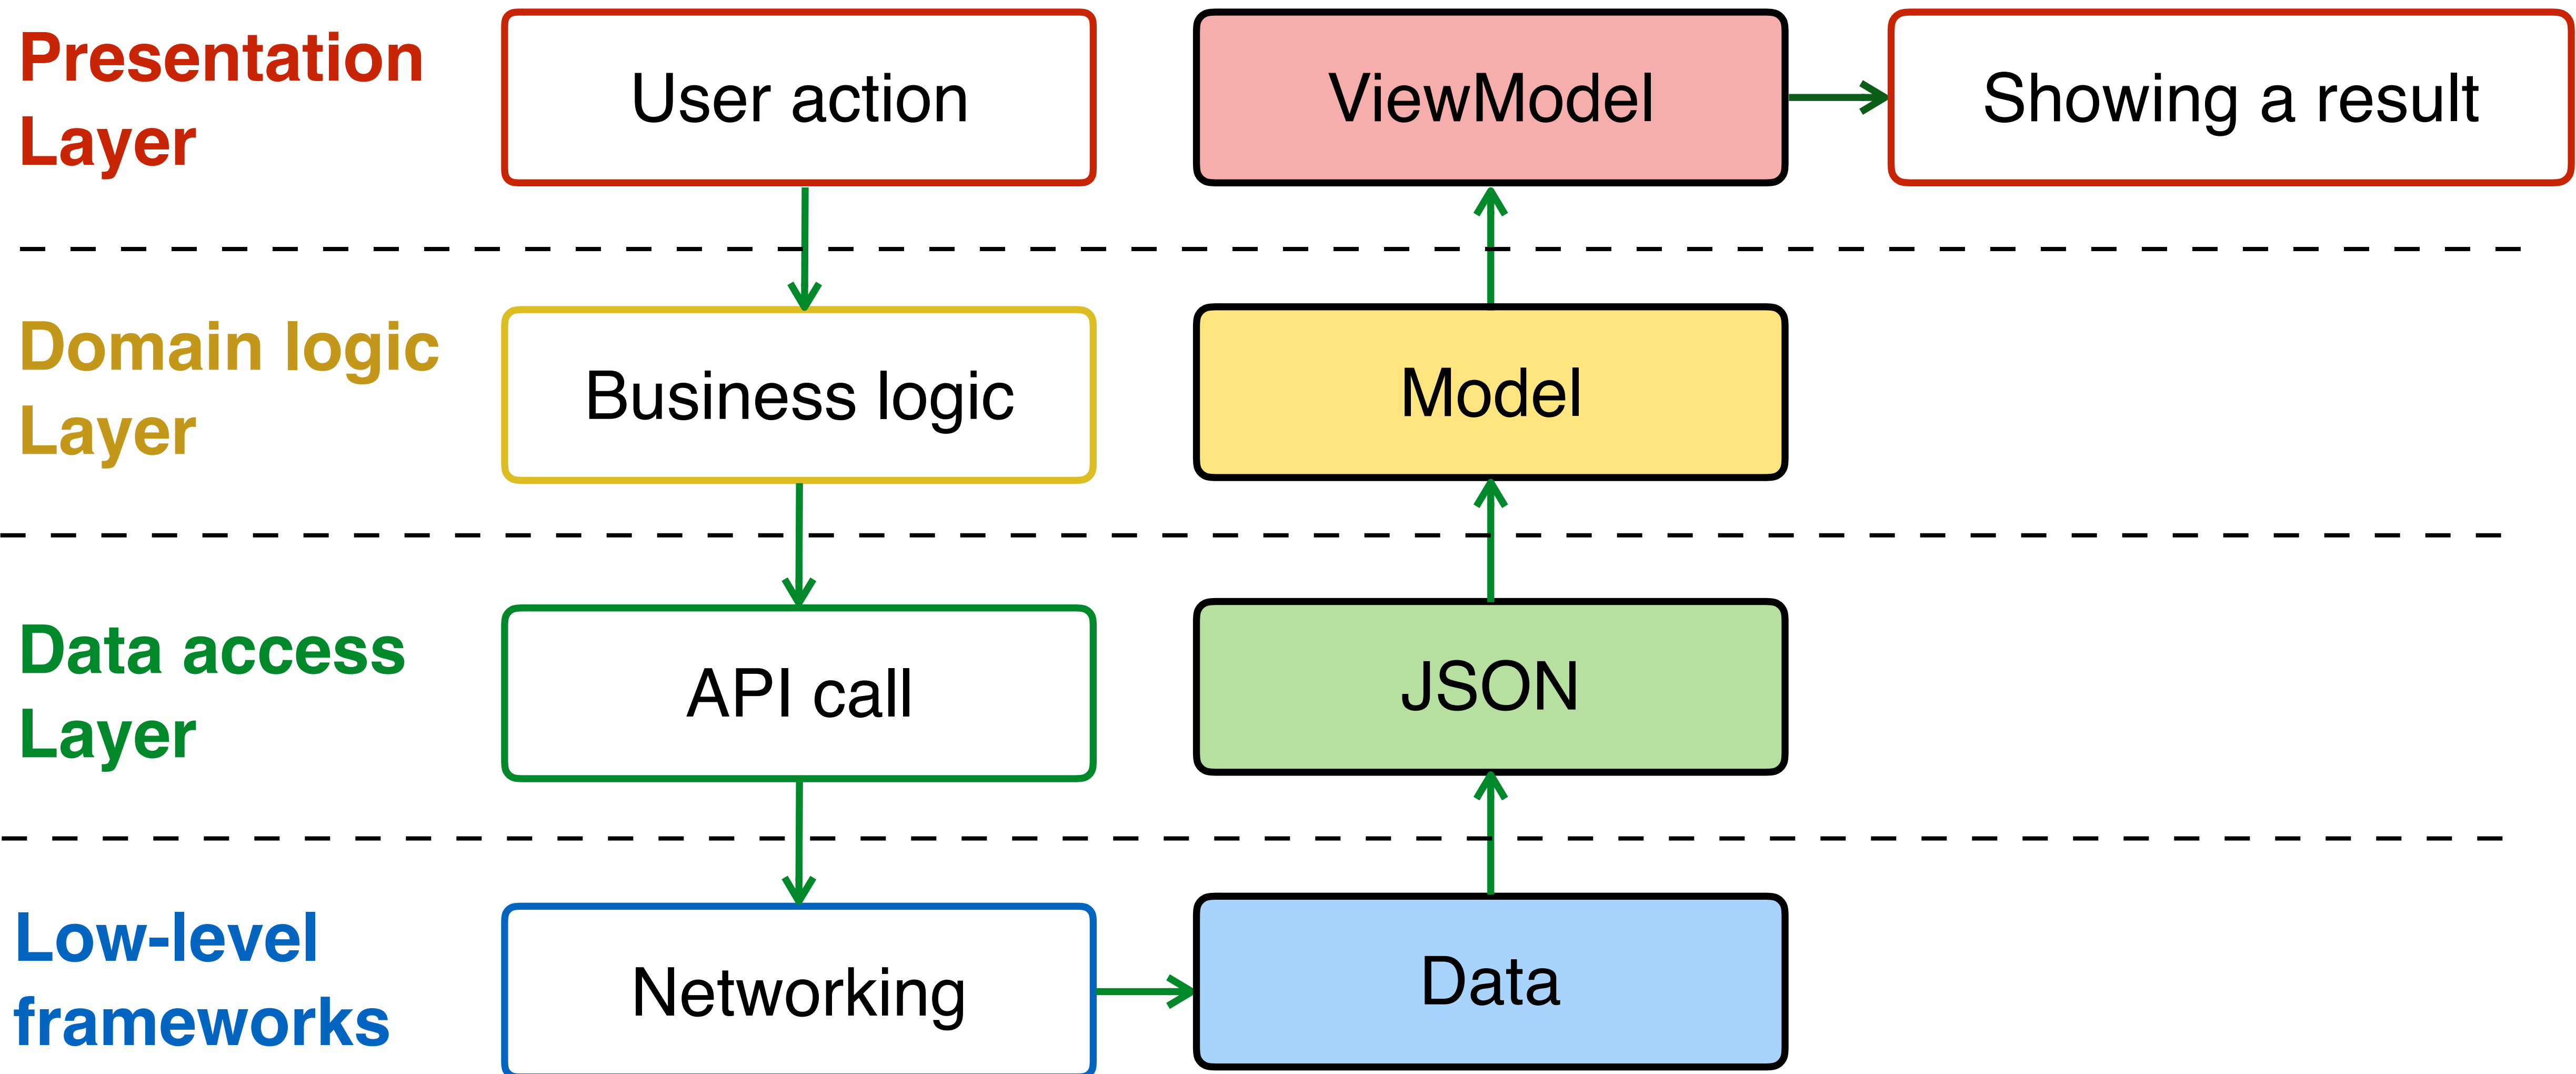 Presentation
Layer
User action
ViewModel
Showing a result
Domain logic
Layer
Business logic
Model
Data access
Layer
API call
JSON
Low-level
frameworks
Networking
Data